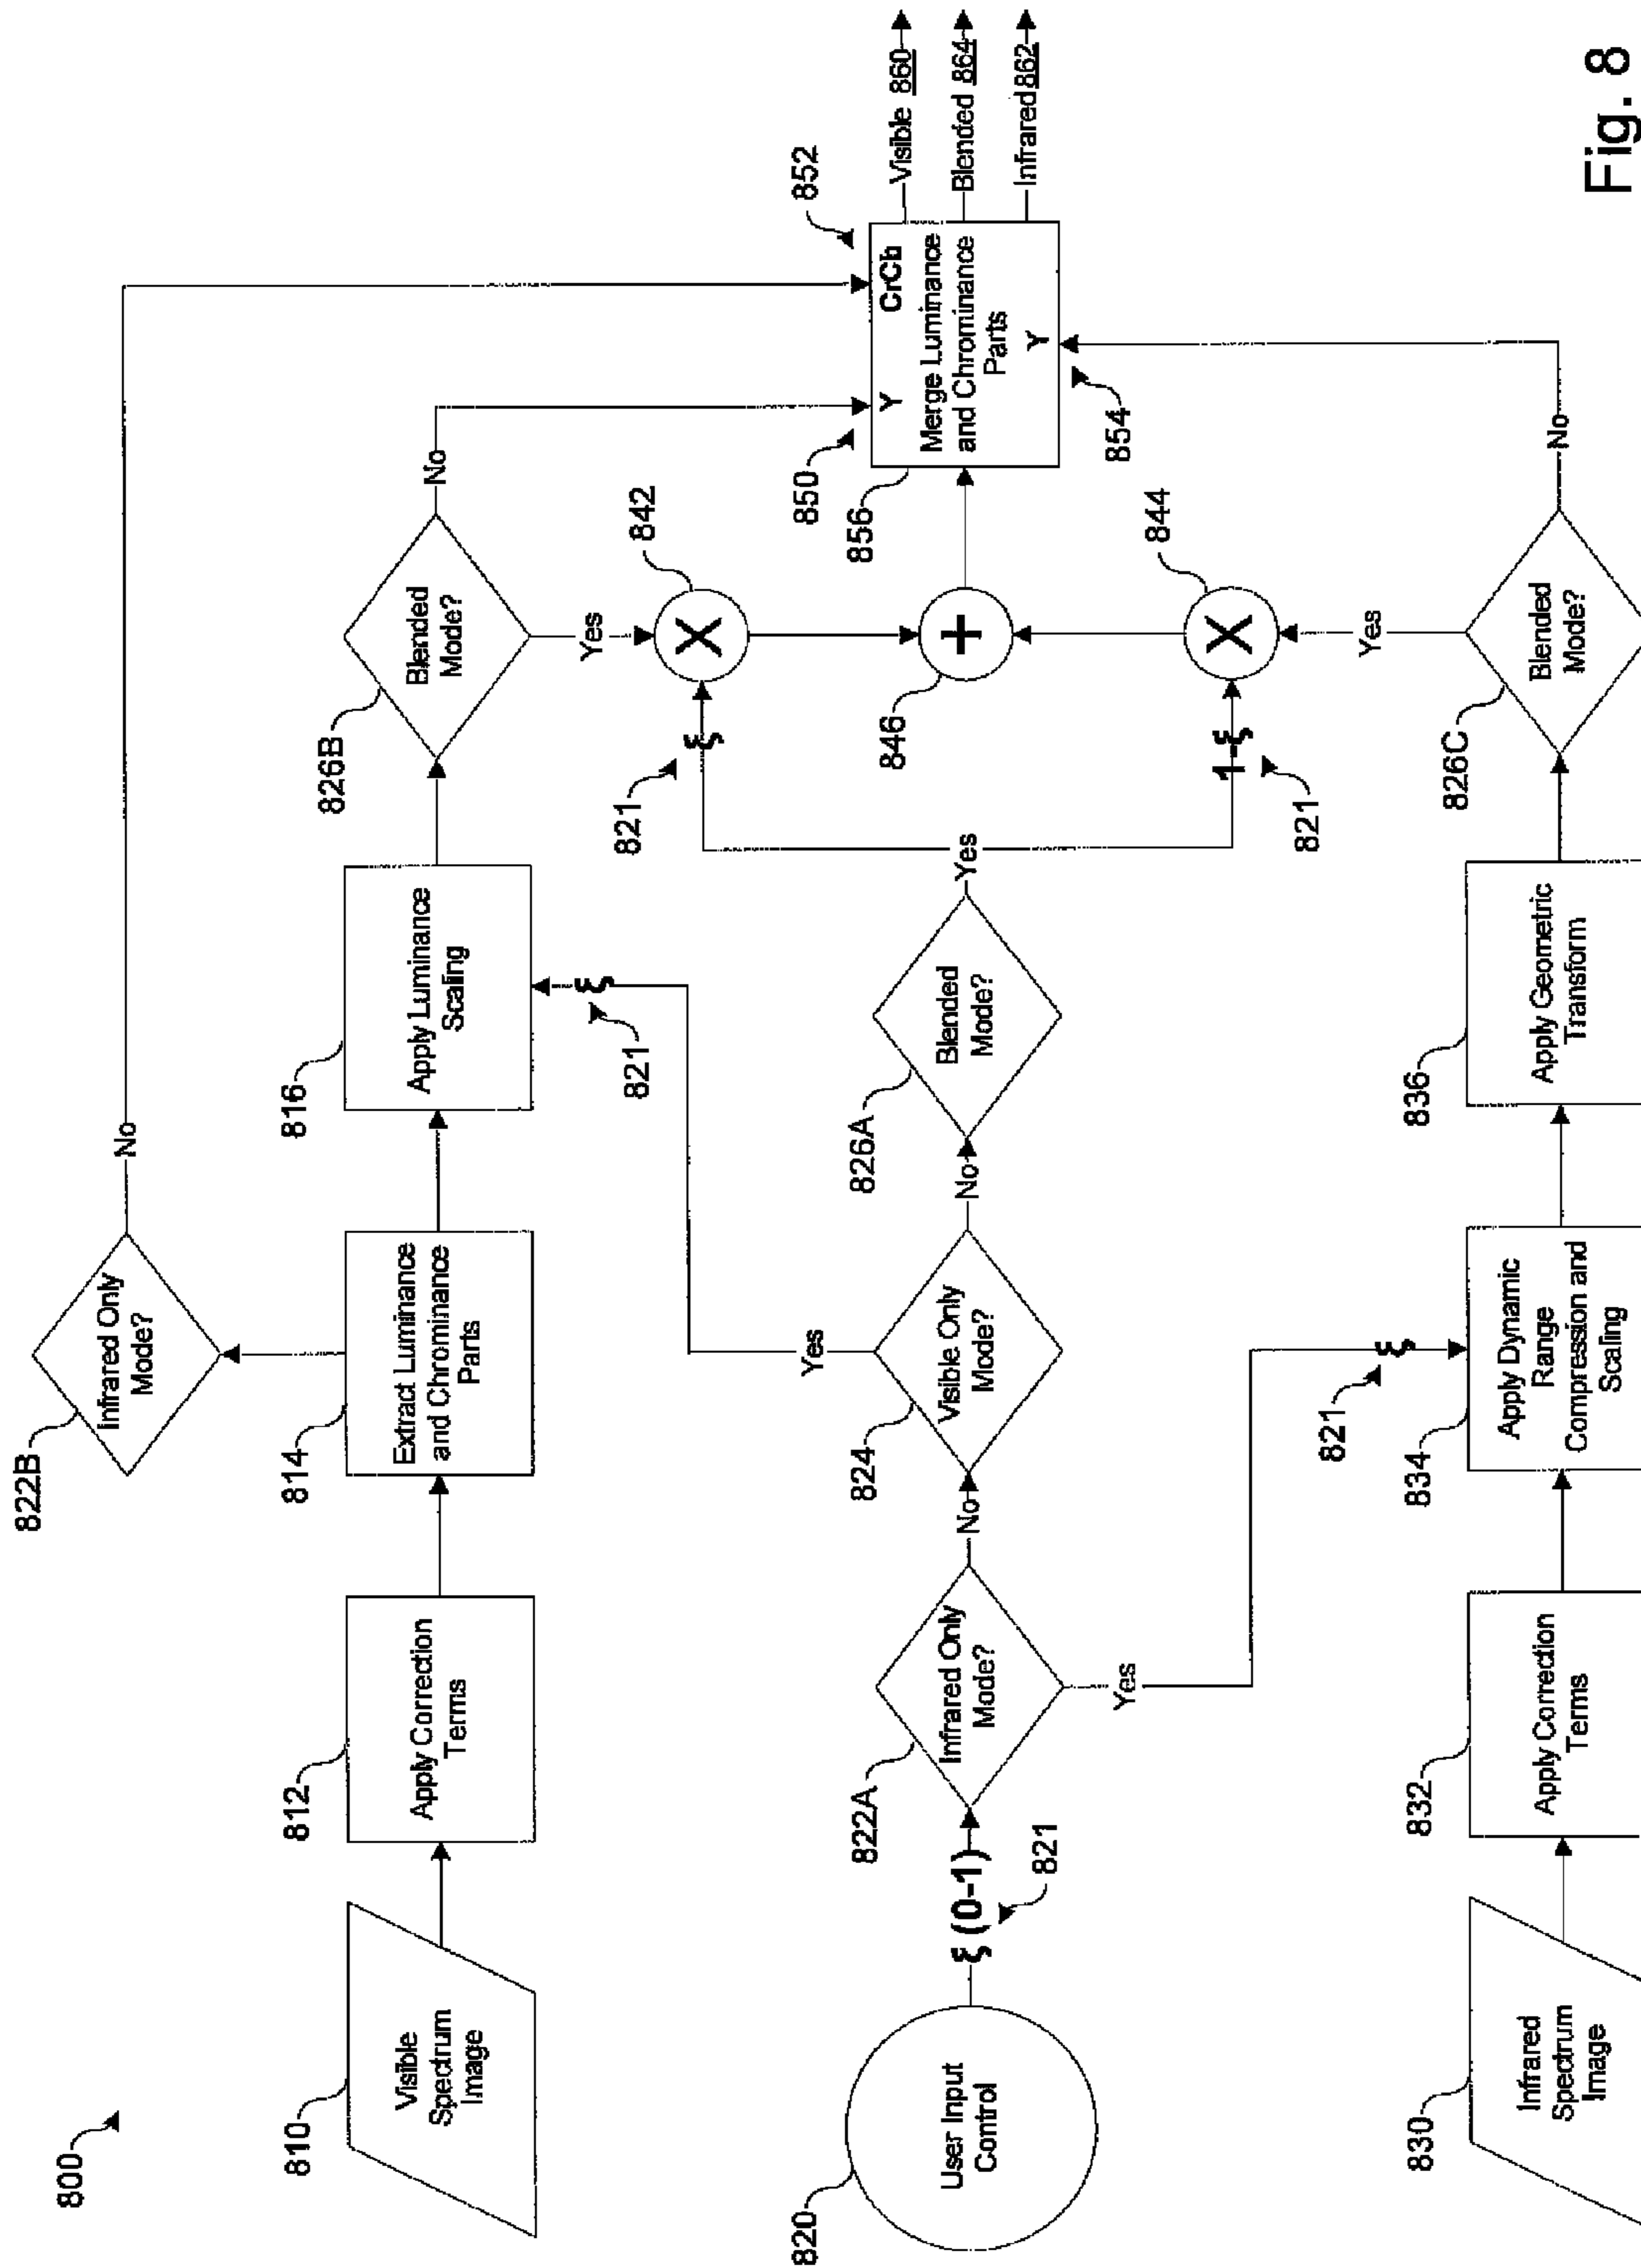 800
822B
Infrared Only
Mode?
No
810
Visible
Spectrum
Image
812
Apply Correction
Terms
814
Extract Luminance
and Chrominance
Parts
816
Apply Luminance
Scaling
826B
Blended
Mode?
No
Yes
ξ
821
821
ξ
842
X
850
Y
CrCb
852
Merge Luminance
and Chrominance
Parts
Y
854
856
Visible 860
Blended 864
Infrared 862
820
User Input
Control
ξ (0-1)
821
822A
Infrared Only
Mode?
No
Yes
824
Visible Only
Mode?
Yes
No
826A
Blended
Mode?
Yes
846
+
1-ξ
821
844
X
Yes
821
ξ
830
Infrared
Spectrum
Image
832
Apply Correction
Terms
834
Apply Dynamic
Range
Compression and
Scaling
836
Apply Geometric
Transform
826C
Blended
Mode?
No
Fig. 8